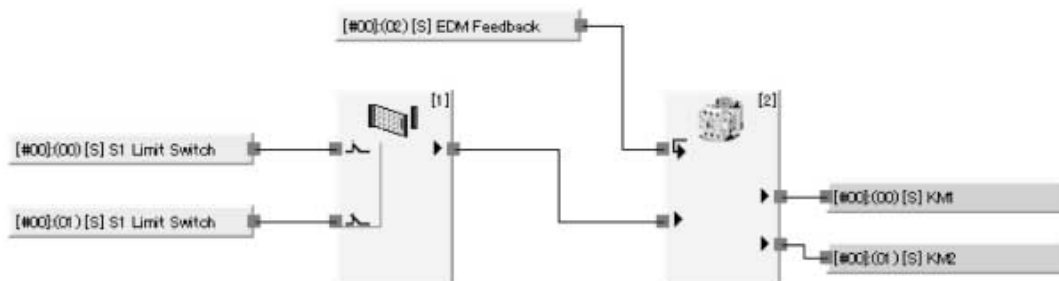 [#00]:(02) [S] EDM Feedback
[1]
[2]
[#00]:(00) [S] S1 Limit Switch
[#00]:(00) [S] KM1
[#00]:(01) [S] S1 Limit Switch
[#00]:(01) [S] KM2